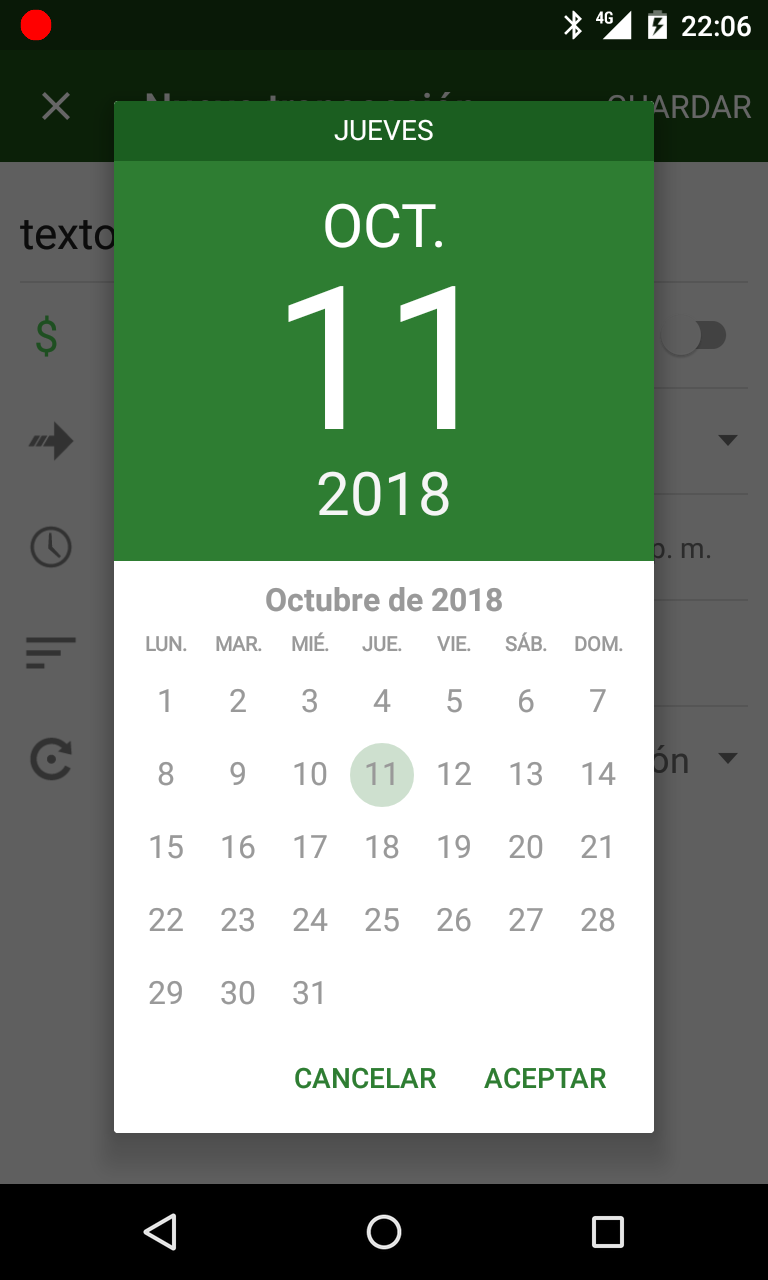 4G 22:06
JUEVES
GUARDAR
OCT.
texto
11
$
2018
p. m.
Octubre de 2018
LUN. MAR. MIÉ. JUE. VIE. SÁB. DOM.
1 2 3 4 5 6 7
8 9 10 11 12 13 14
15 16 17 18 19 20 21
22 23 24 25 26 27 28
29 30 31
CANCELAR ACEPTAR